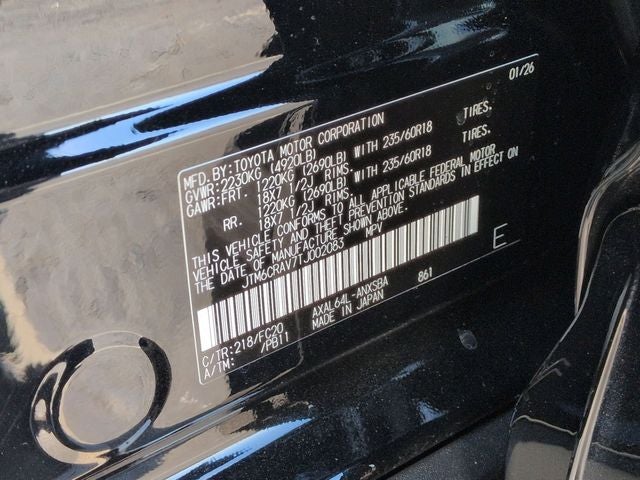 MFD.BY:TOYOTA MOTOR CORPORATION 01/26
GVWR:2230KG (4920LB)
GAWR:FRT 1220KG (2690LB) WITH 235/60R18 TIRES,
18X7 1/2J RIMS,
RR. 1220KG (2690LB) WITH 235/60R18 TIRES,
18X7 1/2J RIMS,
THIS VEHICLE CONFORMS TO ALL APPLICABLE FEDERAL MOTOR
VEHICLE SAFETY AND THEFT PREVENTION STANDARDS IN EFFECT ON
THE DATE OF MANUFACTURE SHOWN ABOVE.
JTM6CRAV7TJ002083 MPV
E
C/TR:218/FC20 AXAL64L-ANXSBA 861
A/TM: /PB11 MADE IN JAPAN